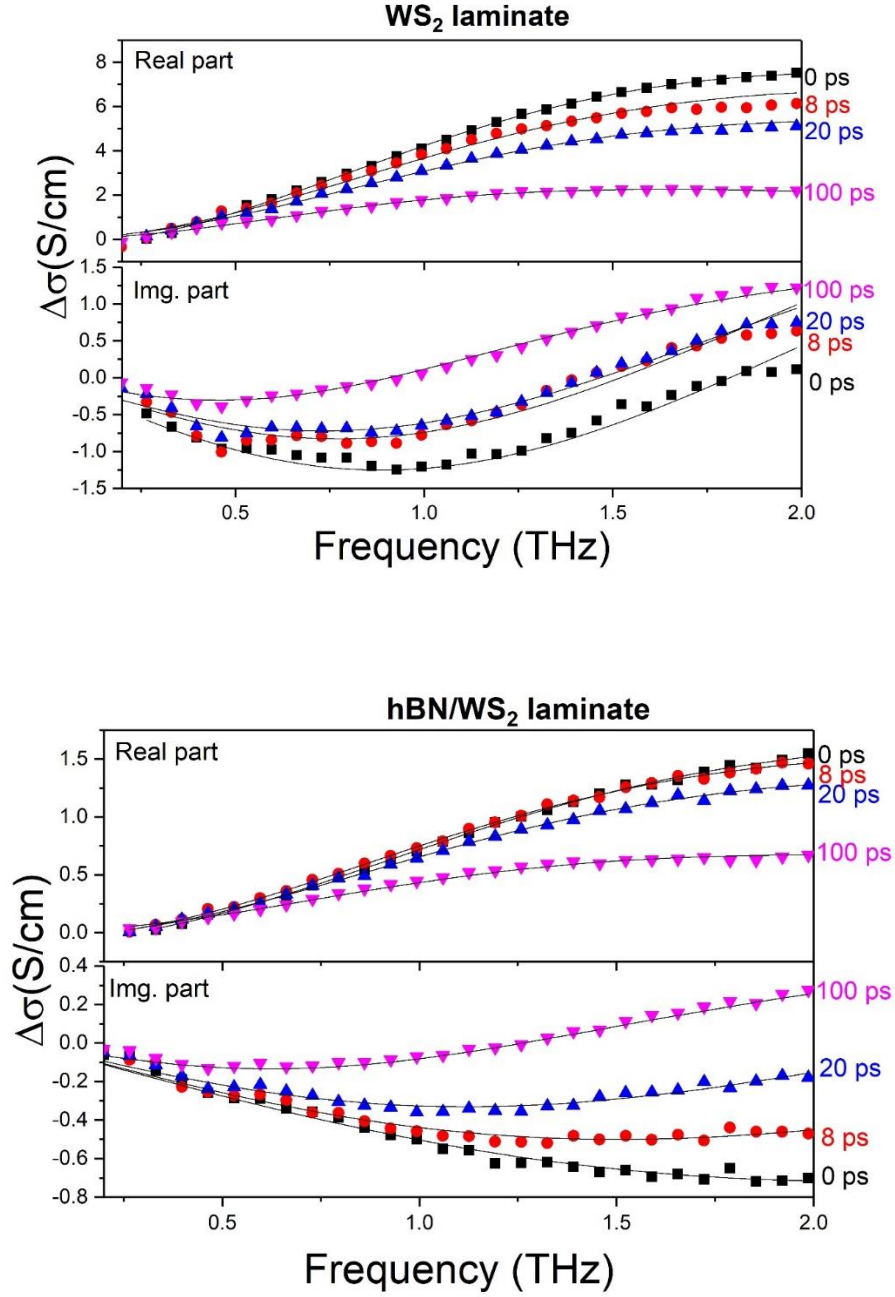 WS₂ laminate
Real part
8
6
4
2
0
0 ps
8 ps
20 ps
100 ps
Δσ(S/cm)
Img. part
1.5
1.0
0.5
0.0
-0.5
-1.0
-1.5
100 ps
20 ps
8 ps
0 ps
0.5 1.0 1.5 2.0
Frequency (THz)
hBN/WS₂ laminate
Real part
1.5
1.0
0.5
0.0
0 ps
8 ps
20 ps
100 ps
Δσ(S/cm)
Img. part
0.4
0.2
0.0
-0.2
-0.4
-0.6
-0.8
100 ps
20 ps
8 ps
0 ps
0.5 1.0 1.5 2.0
Frequency (THz)